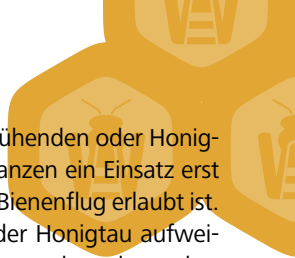 ühenden oder Honig-
anzen ein Einsatz erst
Bienenflug erlaubt ist.
der Honigtau aufwei-